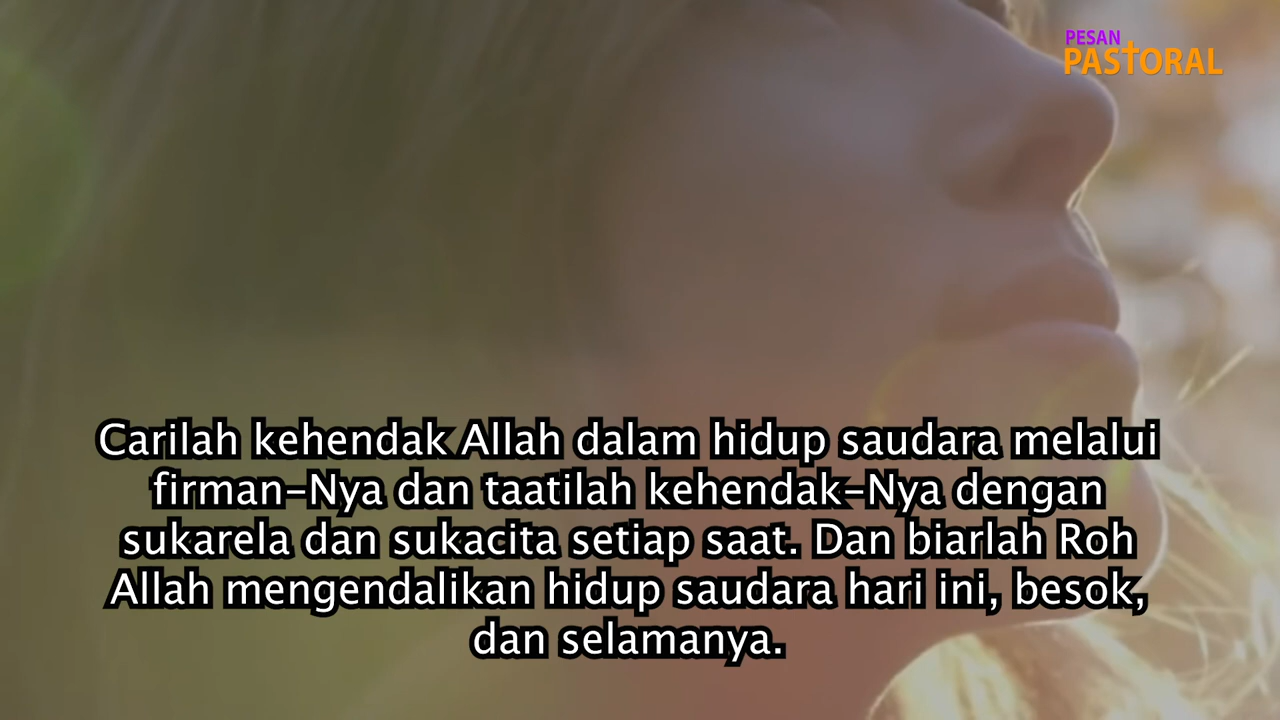 PESAN
PASTORAL
Carilah kehendak Allah dalam hidup saudara melalui
firman-Nya dan taatilah kehendak-Nya dengan
sukarela dan sukacita setiap saat. Dan biarlah Roh
Allah mengendalikan hidup saudara hari ini, besok,
dan selamanya.